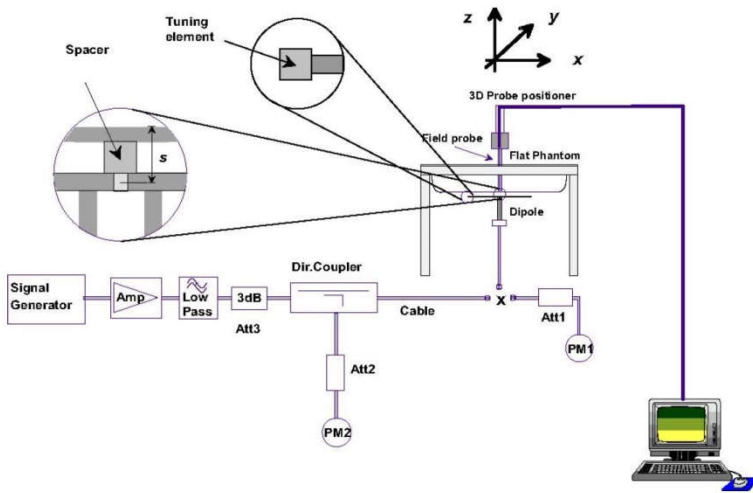 Tuning
element
Spacer
s
z
y
x
3D Probe positioner
Field probe
Flat Phantom
Dipole
Signal
Generator
Amp
Low
Pass
3dB
Att3
Dir.Coupler
Cable
x
Att1
PM1
Att2
PM2